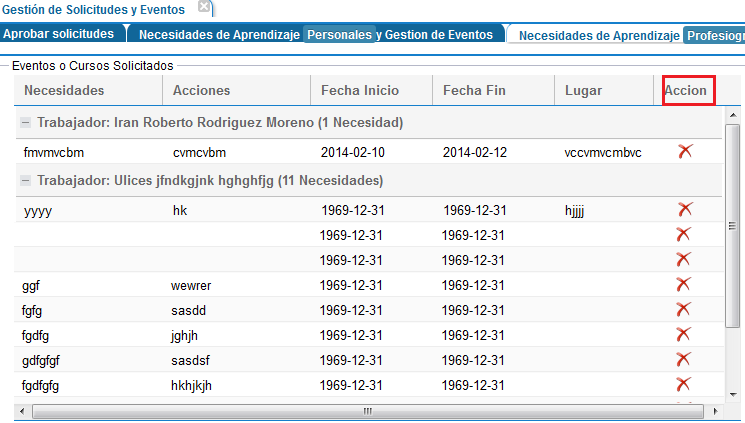 Gestión de Solicitudes y Eventos
Aprobar solicitudes Necesidades de Aprendizaje Personales y Gestion de Eventos Necesidades de Aprendizaje Profesiogr
Eventos o Cursos Solicitados
Necesidades Acciones Fecha Inicio Fecha Fin Lugar Accion
Trabajador: Iran Roberto Rodriguez Moreno (1 Necesidad)
fmvmvcbm cvmcvbm 2014-02-10 2014-02-12 vccvmvcmbvc
Trabajador: Ulices jfndkgjnk hghghfjg (11 Necesidades)
yyyy hk 1969-12-31 1969-12-31 hjjjj
1969-12-31 1969-12-31
1969-12-31 1969-12-31
ggf wewrer 1969-12-31 1969-12-31
fgfg sasdd 1969-12-31 1969-12-31
fgdfg jghjh 1969-12-31 1969-12-31
gdfgfgf sasdsf 1969-12-31 1969-12-31
fgdfgfg hkhjkjh 1969-12-31 1969-12-31